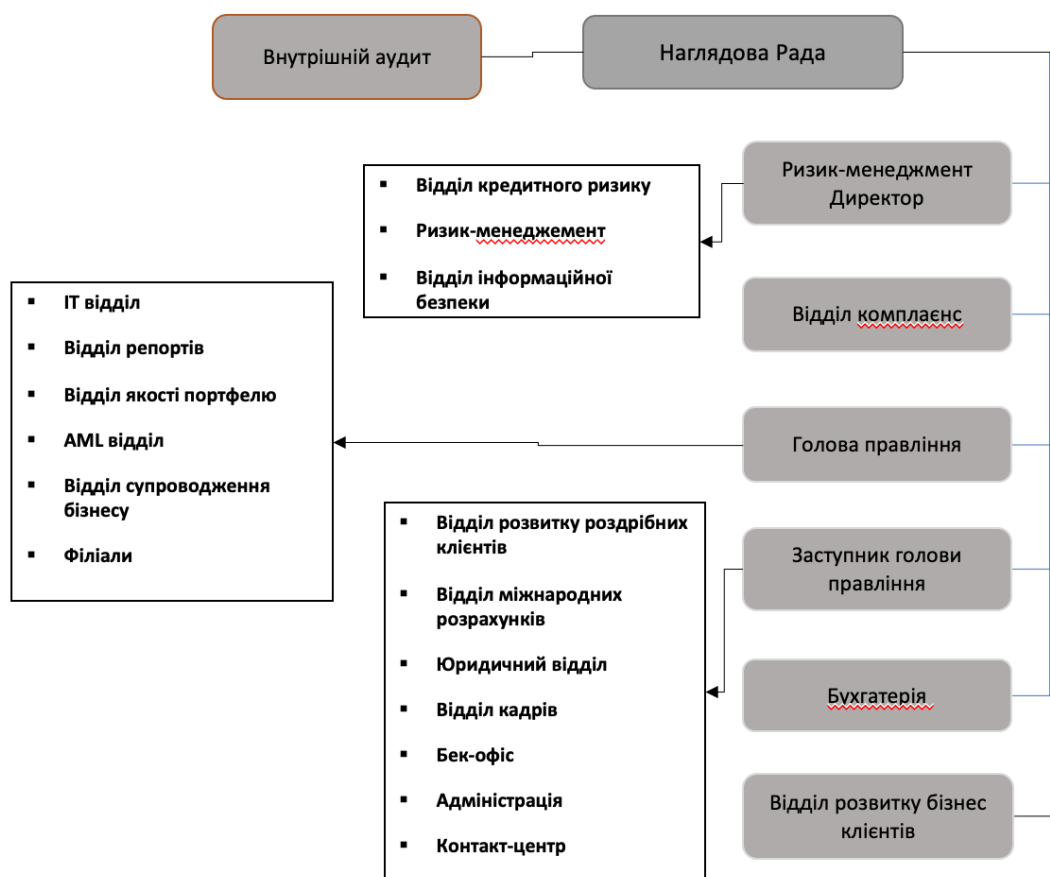 Внутрішній аудит
Наглядова Рада
Ризик-менеджмент
Директор
Відділ кредитного ризику
Ризик-менеджемент
Відділ інформаційної
безпеки
Відділ комплаєнс
ІТ відділ
Відділ репортів
Відділ якості портфелю
AML відділ
Відділ супроводження
бізнесу
Філіали
Голова правління
Відділ розвитку роздрібних
клієнтів
Відділ міжнародних
розрахунків
Юридичний відділ
Відділ кадрів
Бек-офіс
Адміністрація
Контакт-центр
Заступник голови
правління
Бухгатерія
Відділ розвитку бізнес
клієнтів